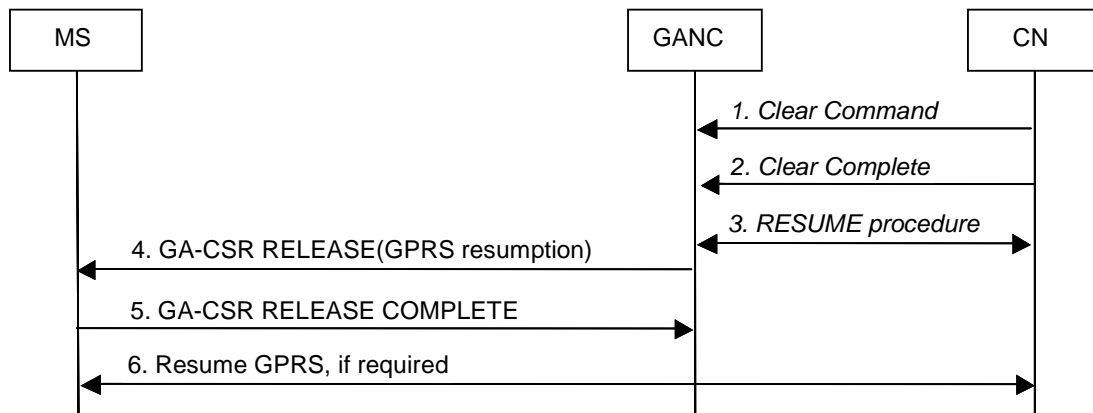 MS
GANC
CN
1. Clear Command
2. Clear Complete
3. RESUME procedure
4. GA-CSR RELEASE(GPRS resumption)
5. GA-CSR RELEASE COMPLETE
6. Resume GPRS, if required